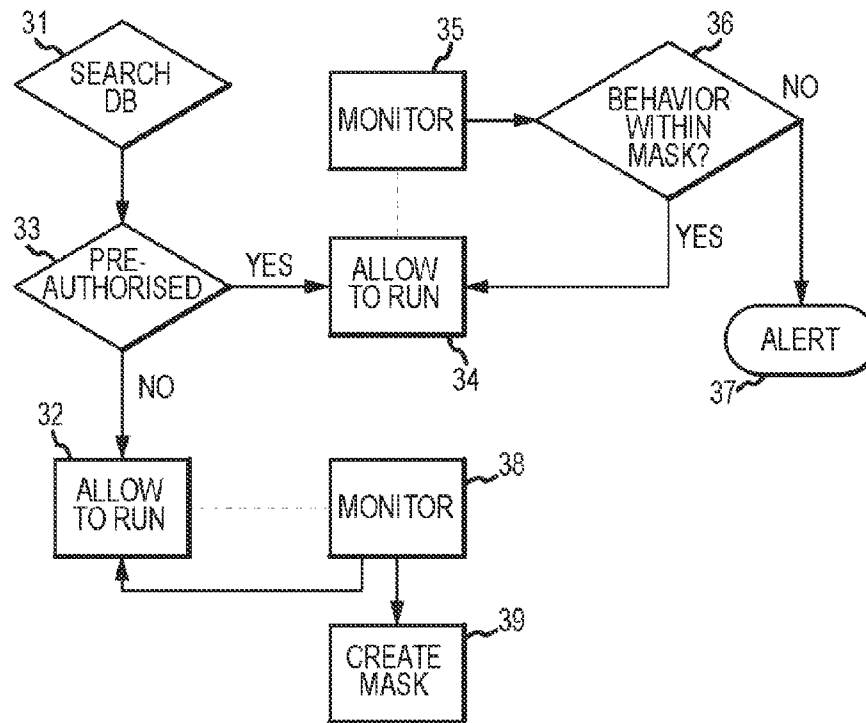 31
SEARCH
DB
35
MONITOR
36
BEHAVIOR
WITHIN
MASK?
NO
33
PRE-
AUTHORISED
YES
ALLOW
TO RUN
34
YES
ALERT
37
NO
32
ALLOW
TO RUN
38
MONITOR
39
CREATE
MASK